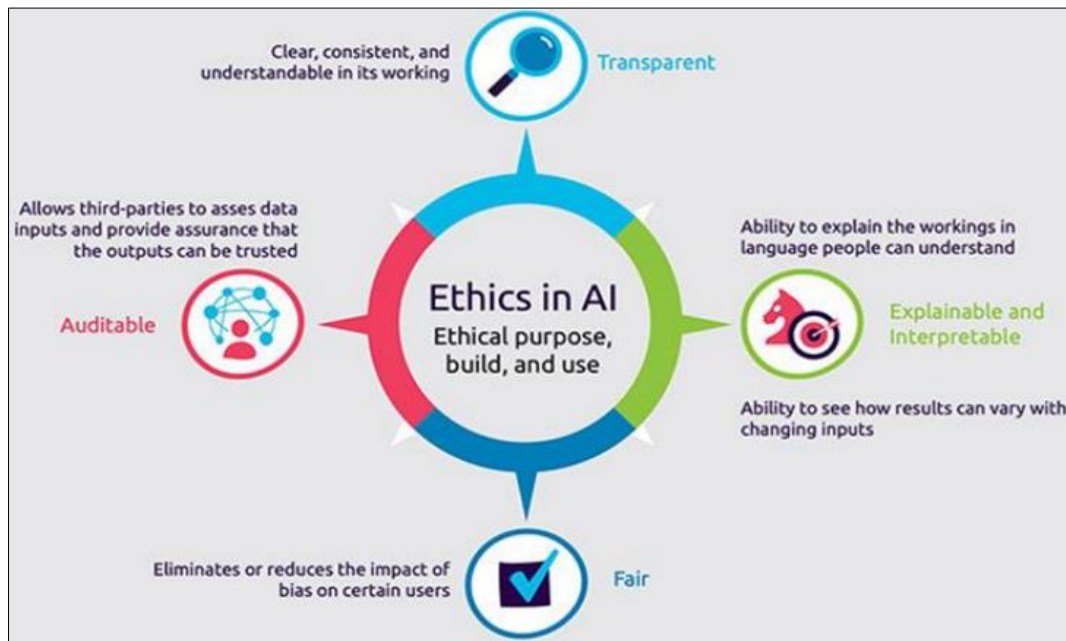 Clear, consistent, and
understandable in its working
Transparent
Allows third-parties to asses data
inputs and provide assurance that
the outputs can be trusted
Auditable
Ethics in AI
Ethical purpose,
build, and use
Ability to explain the workings in
language people can understand
Explainable and
Interpretable
Ability to see how results can vary with
changing inputs
Eliminates or reduces the impact of
bias on certain users
Fair